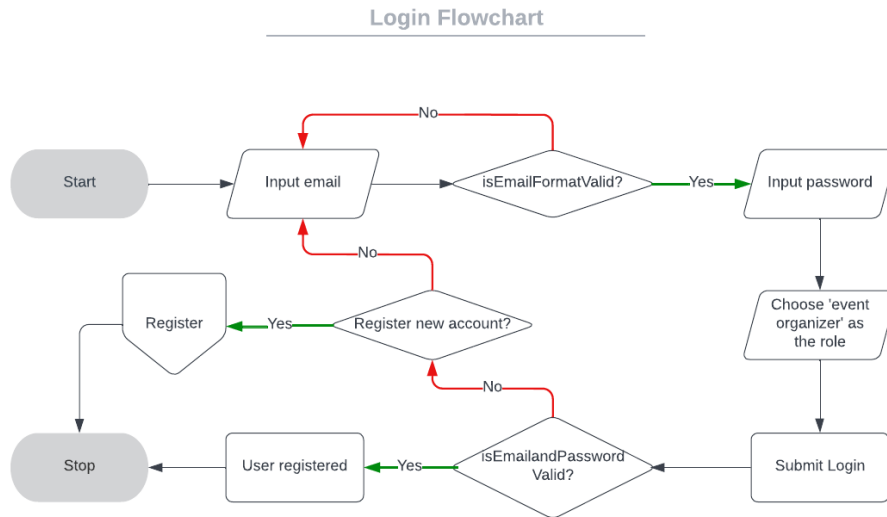 Login Flowchart
No
Start
Input email
isEmailFormatValid?
Yes
Input password
No
Register
Yes
Register new account?
Choose 'event
organizer' as
the role
No
Stop
User registered
Yes
isEmailandPassword
Valid?
Submit Login